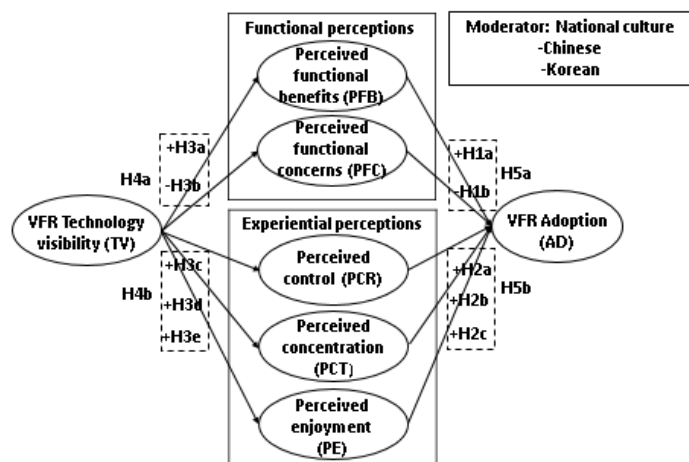 Functional perceptions
Moderator: National culture
-Chinese
-Korean
Perceived
functional
benefits (PFB)
+H3a
-H3b
H4a
Perceived
functional
concerns (PFC)
+H1a
-H1b
H5a
VFR Technology
visibility (TV)
VFR Adoption
(AD)
Experiential perceptions
+H3c
+H3d
+H3e
H4b
Perceived
control (PCR)
Perceived
concentration
(PCT)
Perceived
enjoyment
(PE)
+H2a
+H2b
+H2c
H5b